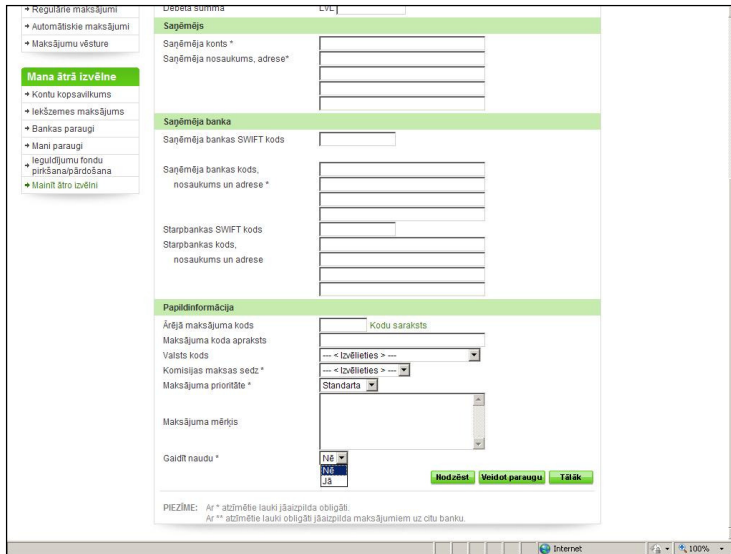 Regulārie maksājumi
Automātiskie maksājumi
Maksājumu vēsture
Mana ātrā izvēlne
Kontu kopsavilkums
Iekšzemes maksājums
Bankas paraugi
Mani paraugi
Ieguldījumu fondu
pirkšana/pārdošana
Mainīt ātro izvēlni
Debeta summa LVL
Saņēmējs
Saņēmēja konts *
Saņēmēja nosaukums, adrese*
Saņēmēja banka
Saņēmēja bankas SWIFT kods
Saņēmēja bankas kods,
nosaukums un adrese *
Starpbankas SWIFT kods
Starpbankas kods,
nosaukums un adrese
Papildinformācija
Ārējā maksājuma kods Kodu saraksts
Maksājuma koda apraksts
Valsts kods --- < Izvēlieties > ---
Komisijas maksas sedz * --- < Izvēlieties > ---
Maksājuma prioritāte * Standarta
Maksājuma mērķis
Gaidīt naudu * Nē
Nē
Jā
Nodzēst Veidot paraugu Tālāk
PIEZĪME: Ar * atzīmētie lauki jāaizpilda obligāti.
Ar ** atzīmētie lauki obligāti jāaizpilda maksājumiem uz citu banku.
Internet 100%